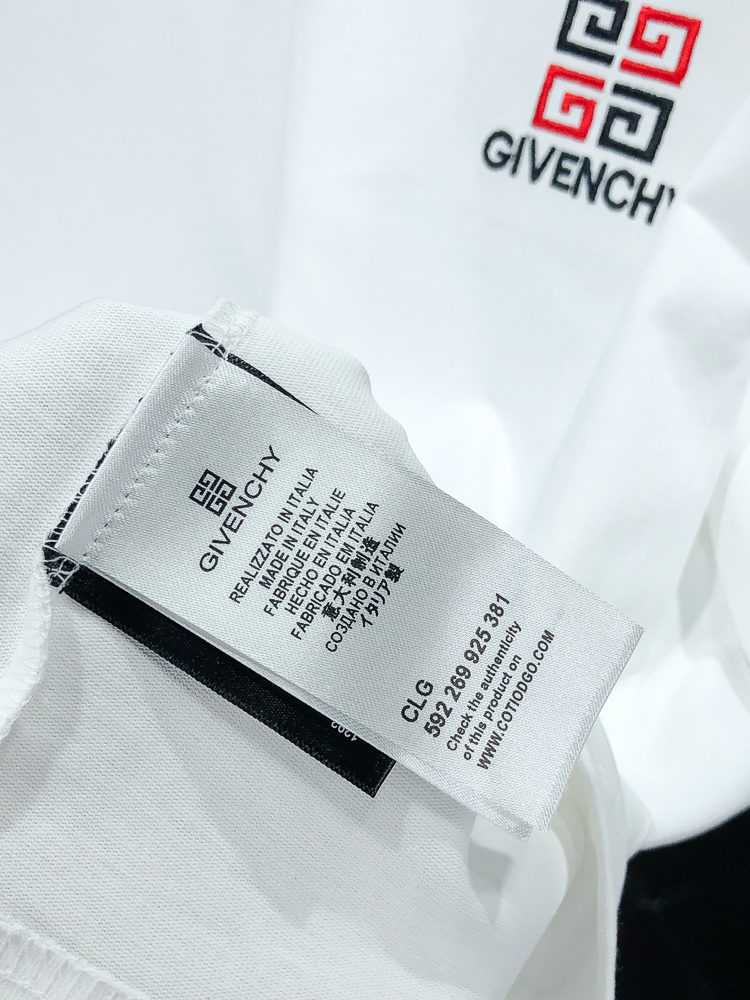 GIVENCHY
GIVENCHY
REALIZZATO IN ITALIA
MADE IN ITALY
FABRIQUE EN ITALIE
HECHO EN ITALIA
FABRICADO EM ITALIA
意大利制造
СОЗДАНО В ИТАЛИИ
イタリア製
CLG
592 269 925 381
Check the authenticity
of this product on
WWW.COTIODGO.COM